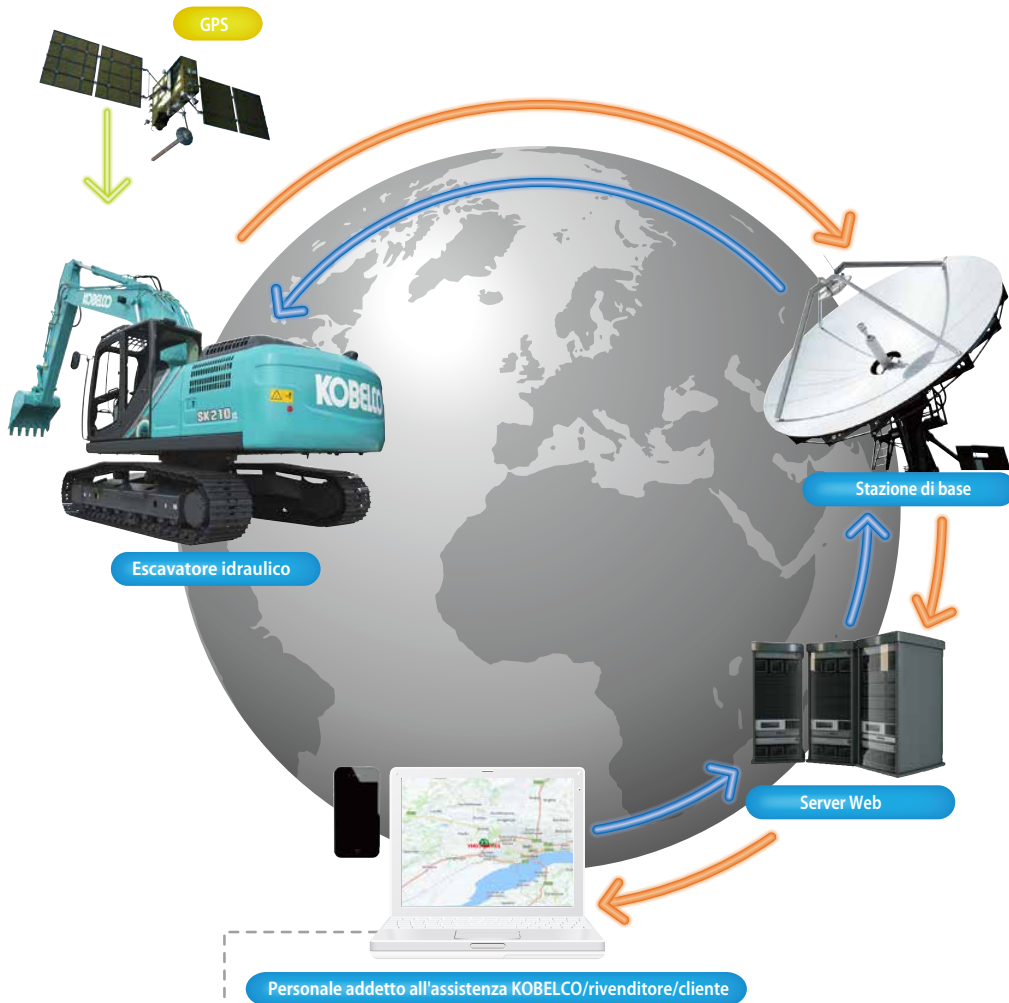 GPS
KOBELCO
KOBELCO
SK210
Stazione di base
Escavatore idraulico
Server Web
Personale addetto all'assistenza KOBELCO/rivenditore/cliente